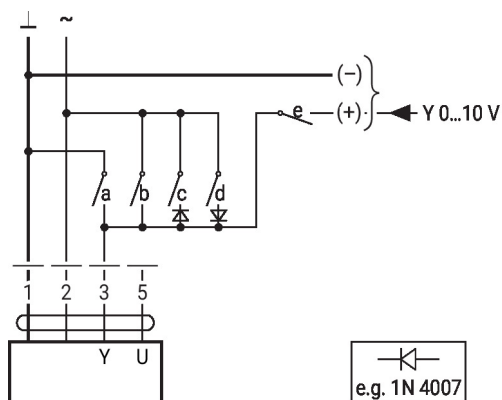 ⊥ ~
(–)
e (+) Y 0...10 V
a b c d
1 2 3 5
Y U
e.g. 1N 4007